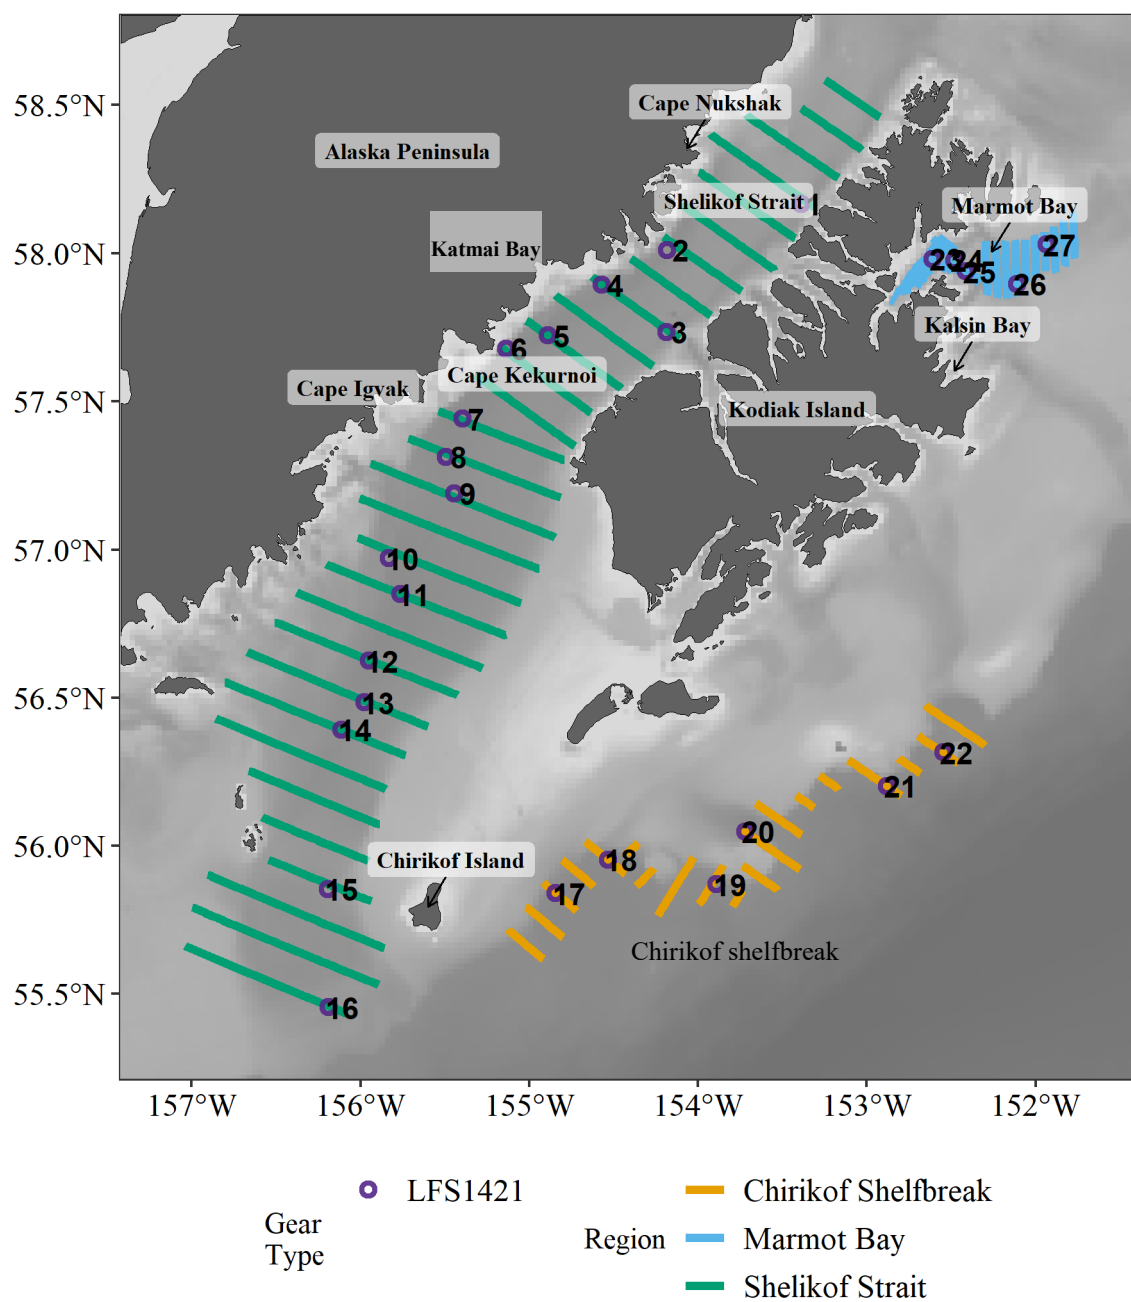 58.5°N
58.0°N
57.5°N
57.0°N
56.5°N
56.0°N
55.5°N
Cape Nukshak
Alaska Peninsula
Shelikof Strait
1
Marmot Bay
Katmai Bay
2
23
24
25
26
27
4
3
5
6
Kalsin Bay
Cape Kekurnoi
Cape Igvak
Kodiak Island
7
8
9
10
11
12
13
14
22
21
20
Chirikof Island
18
19
17
15
Chirikof shelfbreak
16
157°W
156°W
155°W
154°W
153°W
152°W
Gear
Type
LFS1421
Region
Chirikof Shelfbreak
Marmot Bay
Shelikof Strait